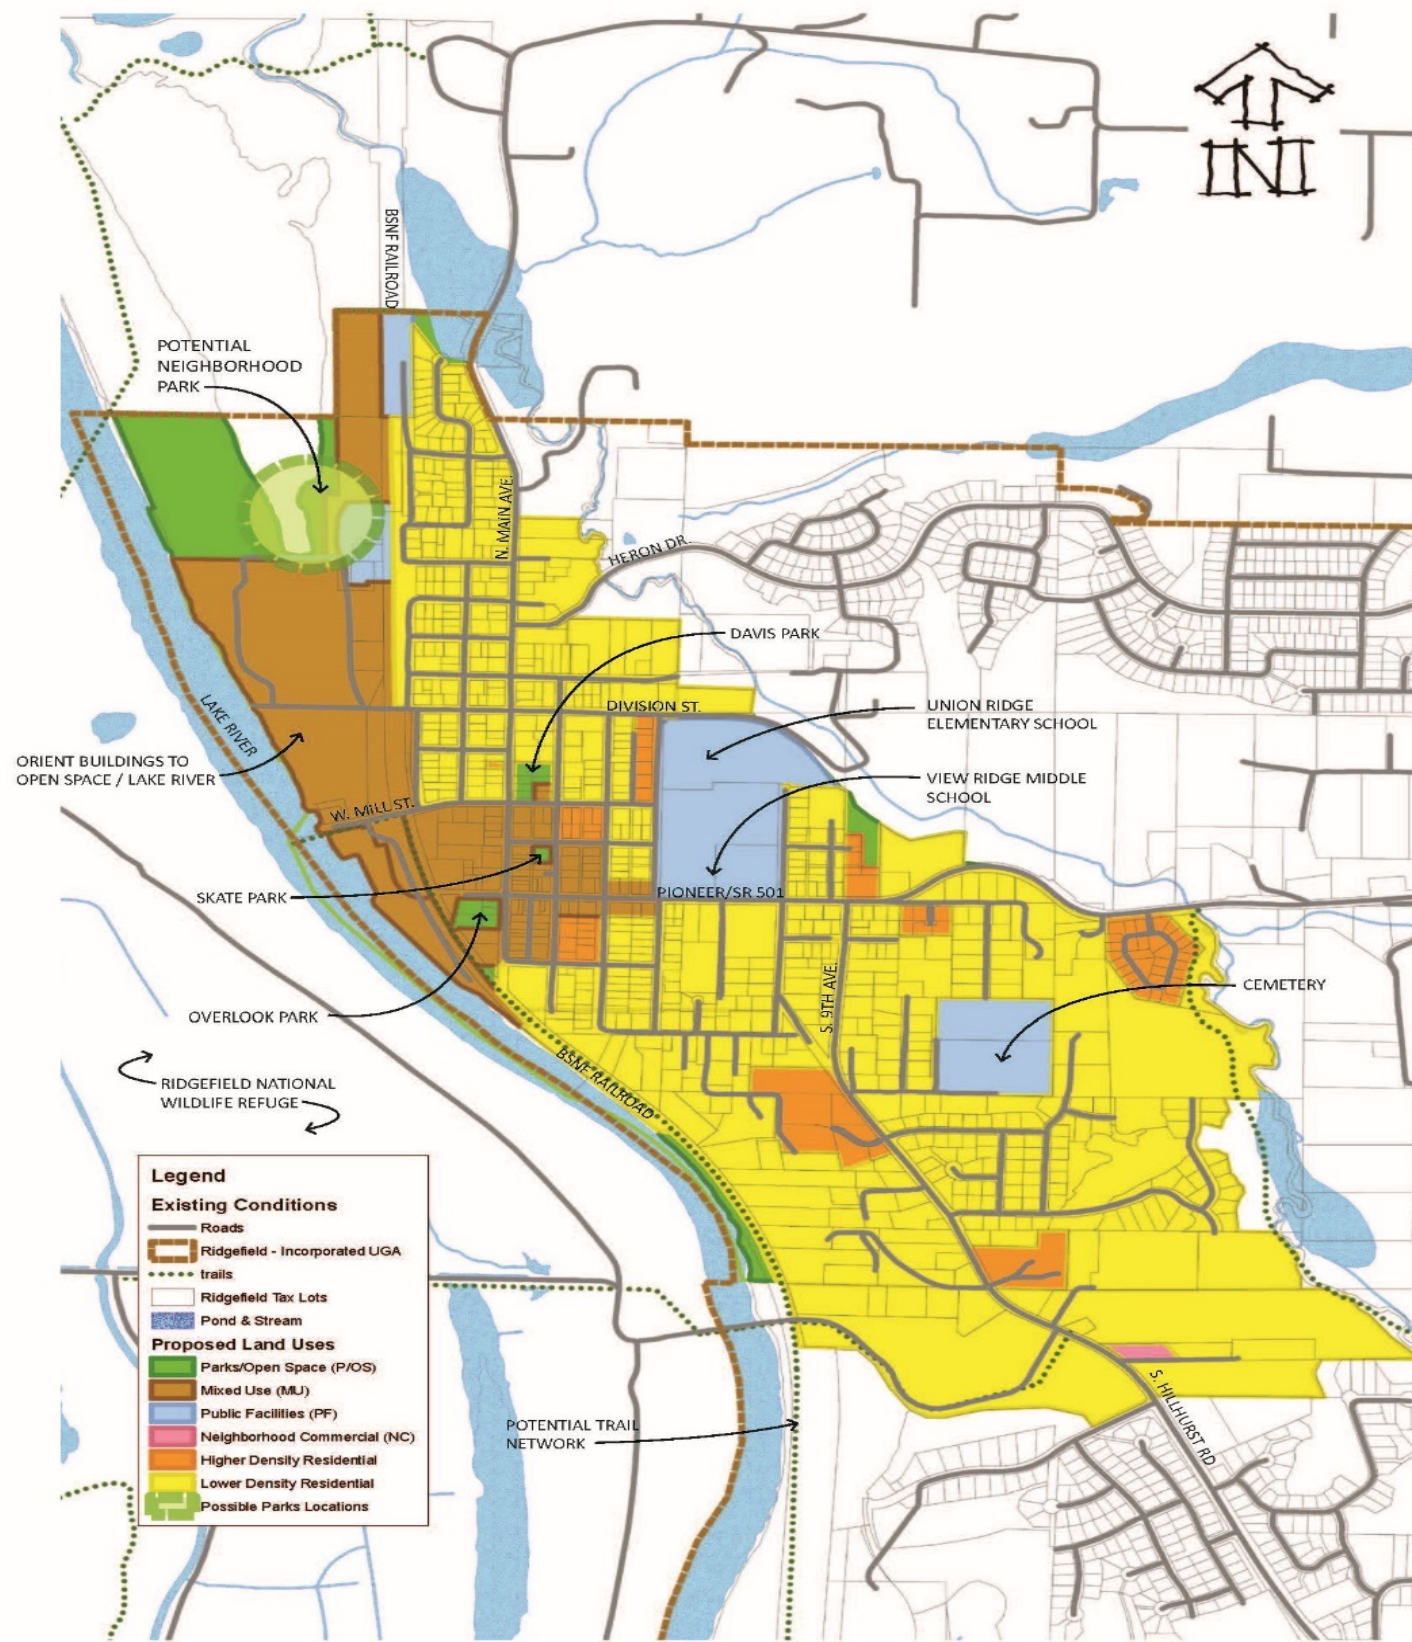 N
BSNF RAILROAD
POTENTIAL
NEIGHBORHOOD
PARK
N. MAIN AVE.
HERON DR.
DAVIS PARK
LAKE RIVER
DIVISION ST.
UNION RIDGE
ELEMENTARY SCHOOL
ORIENT BUILDINGS TO
OPEN SPACE / LAKE RIVER
VIEW RIDGE MIDDLE
SCHOOL
W. MILL ST.
SKATE PARK
PIONEER/SR 501
S. 9TH AVE.
CEMETERY
OVERLOOK PARK
BSNF RAILROAD
RIDGEFIELD NATIONAL
WILDLIFE REFUGE
Legend
Existing Conditions
Roads
Ridgefield - Incorporated UGA
trails
Ridgefield Tax Lots
Pond & Stream
Proposed Land Uses
Parks/Open Space (P/OS)
Mixed Use (MU)
Public Facilities (PF)
Neighborhood Commercial (NC)
Higher Density Residential
Lower Density Residential
Possible Parks Locations
POTENTIAL TRAIL
NETWORK
S. HILLHURST RD